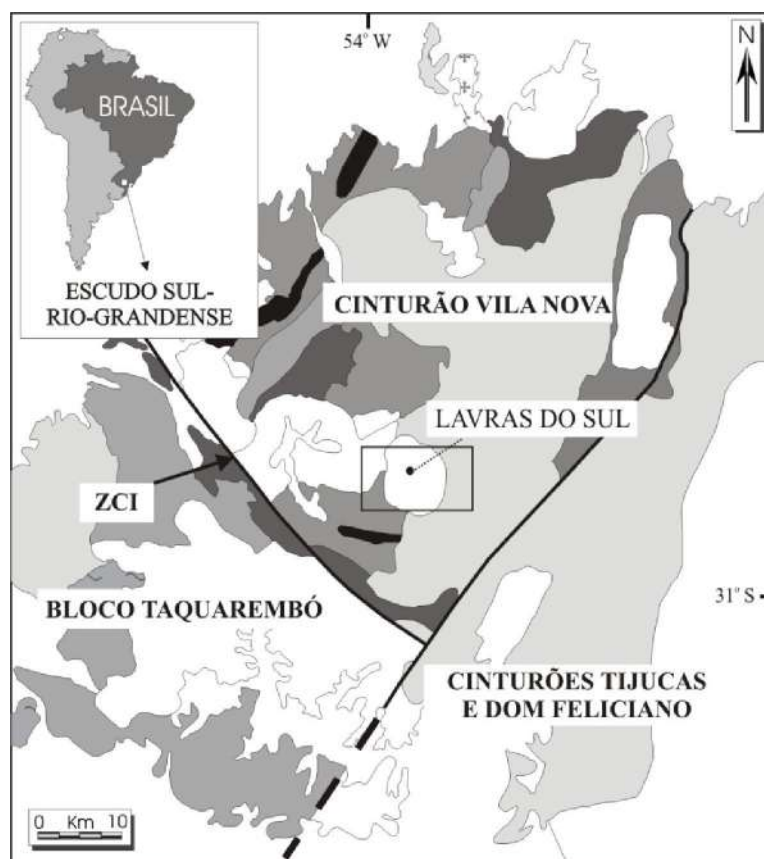 54° W
N
BRASIL
ESCUDO SUL-
RIO-GRANDENSE
CINTURÃO VILA NOVA
LAVRAS DO SUL
ZCI
BLOCO TAQUAREMBÓ
31° S
CINTURÕES TIJUCAS
E DOM FELICIANO
0 Km 10